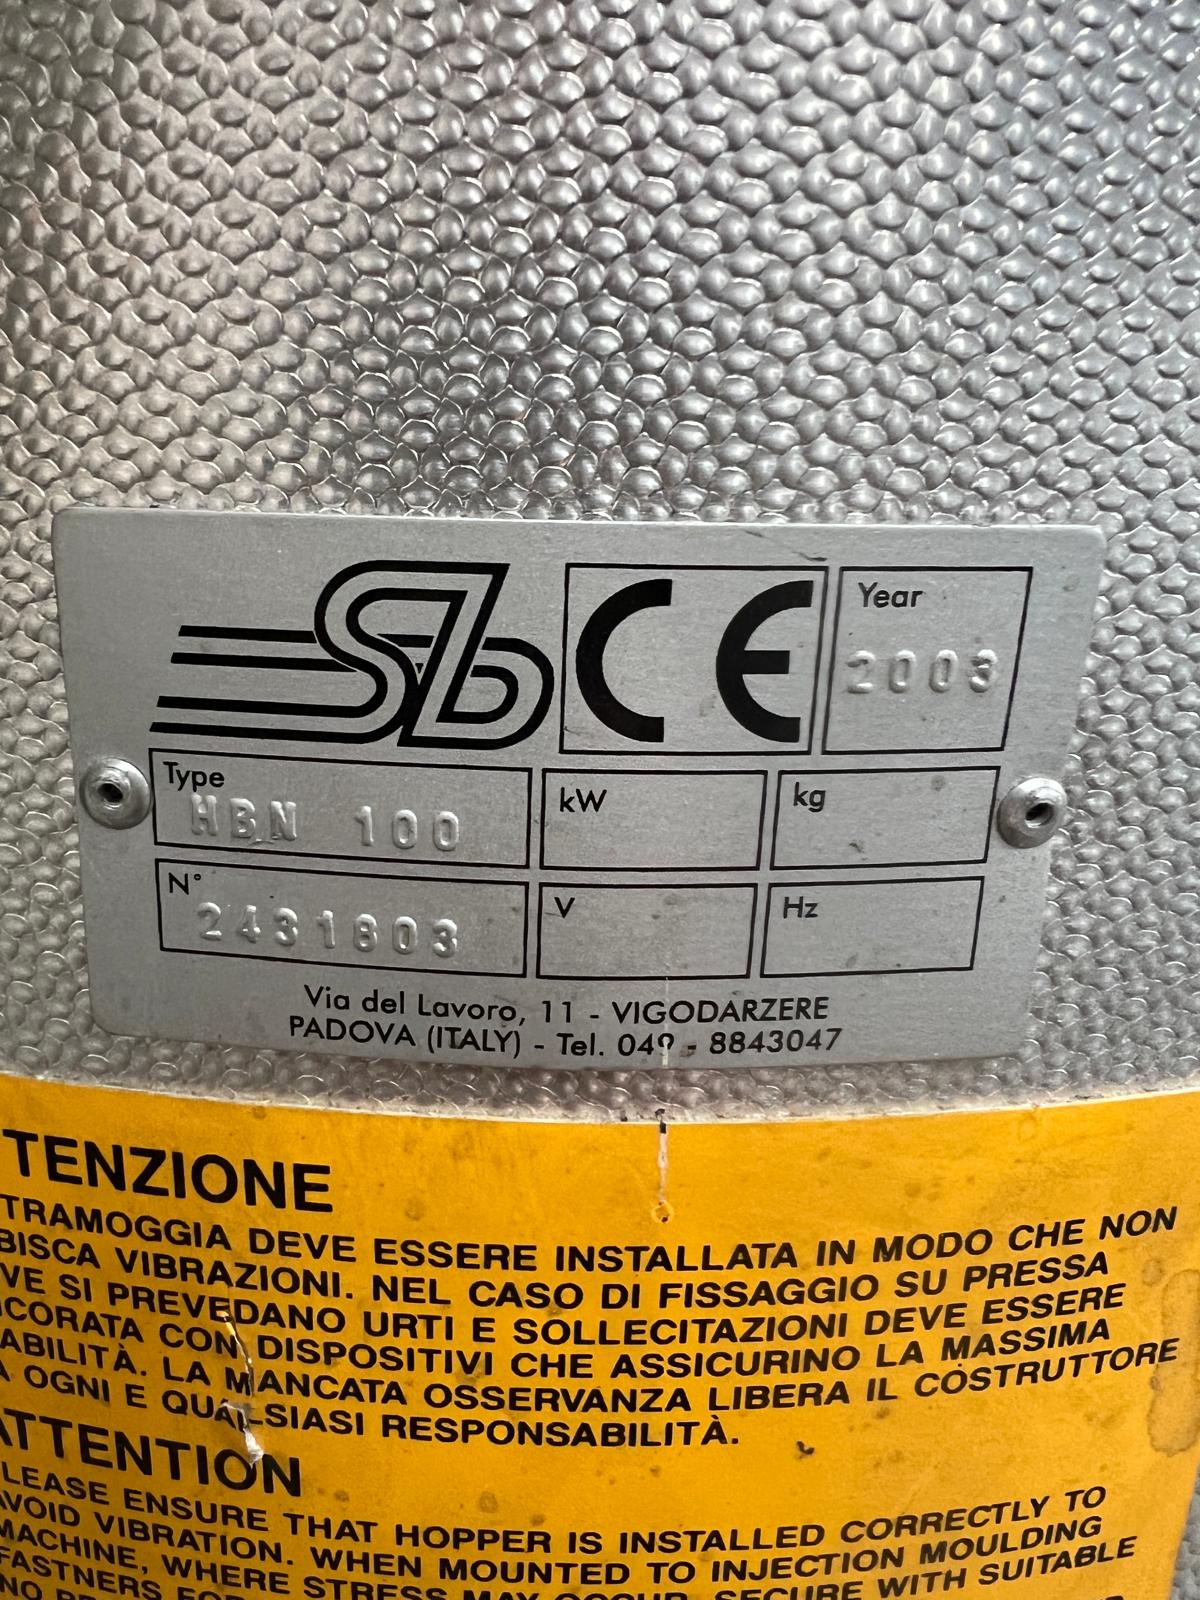 Sb CE Year
2003
Type
HBN 100
kW
kg
N°
2431803
V
Hz
Via del Lavoro, 11 - VIGODARZERE
PADOVA (ITALY) - Tel. 049 - 8843047
TENZIONE
TRAMOGGIA DEVE ESSERE INSTALLATA IN MODO CHE NON
BISCA VIBRAZIONI. NEL CASO DI FISSAGGIO SU PRESSA
VE SI PREVEDANO URTI E SOLLECITAZIONI DEVE ESSERE
CORATA CON DISPOSITIVI CHE ASSICURINO LA MASSIMA
ABILITÀ. LA MANCATA OSSERVANZA LIBERA IL COSTRUTTORE
A OGNI E QUALSIASI RESPONSABILITÀ.
ATTENTION
LEASE ENSURE THAT HOPPER IS INSTALLED CORRECTLY TO
AVOID VIBRATION. WHEN MOUNTED TO INJECTION MOULDING
MACHINE, WHERE STRESS MAY OCCUR, SECURE WITH SUITABLE
FASTNERS FOR